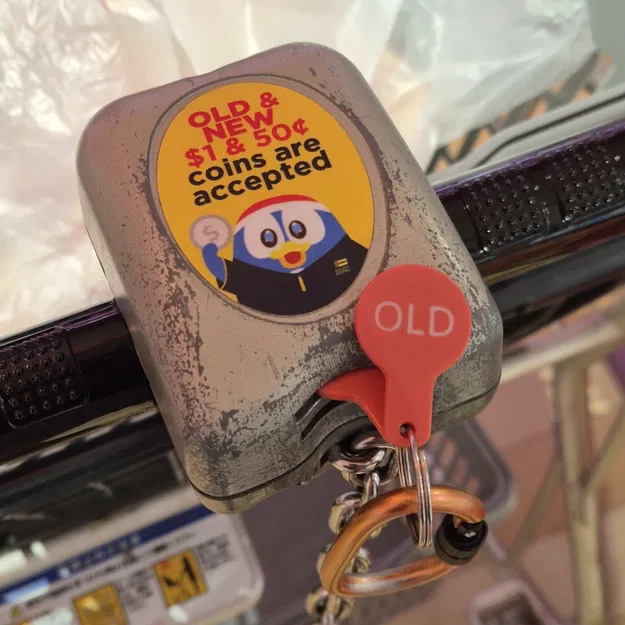 OLD &
NEW
$1 & 50¢
coins are
accepted
$
OLD